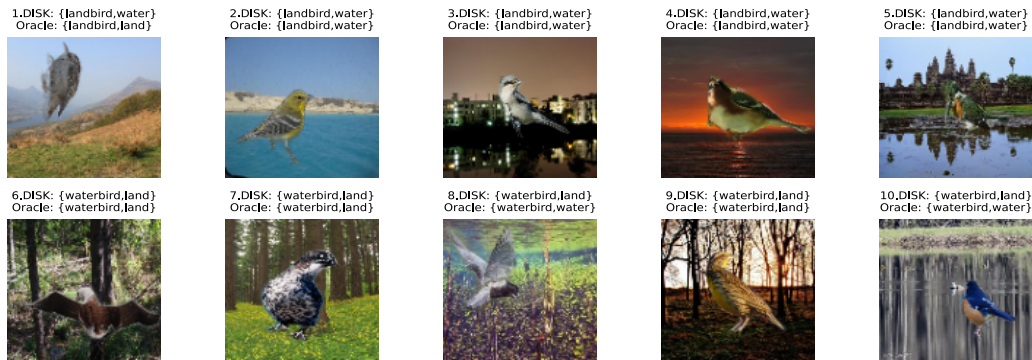 1.DISK: {landbird,water}
Oracle: {landbird,land}
2.DISK: {landbird,water}
Oracle: {landbird,water}
3.DISK: {landbird,water}
Oracle: {landbird,water}
4.DISK: {landbird,water}
Oracle: {landbird,water}
5.DISK: {landbird,water}
Oracle: {landbird,water}
6.DISK: {waterbird,land}
Oracle: {waterbird,land}
7.DISK: {waterbird,land}
Oracle: {waterbird,land}
8.DISK: {waterbird,land}
Oracle: {waterbird,water}
9.DISK: {waterbird,land}
Oracle: {waterbird,land}
10.DISK: {waterbird,land}
Oracle: {waterbird,water}